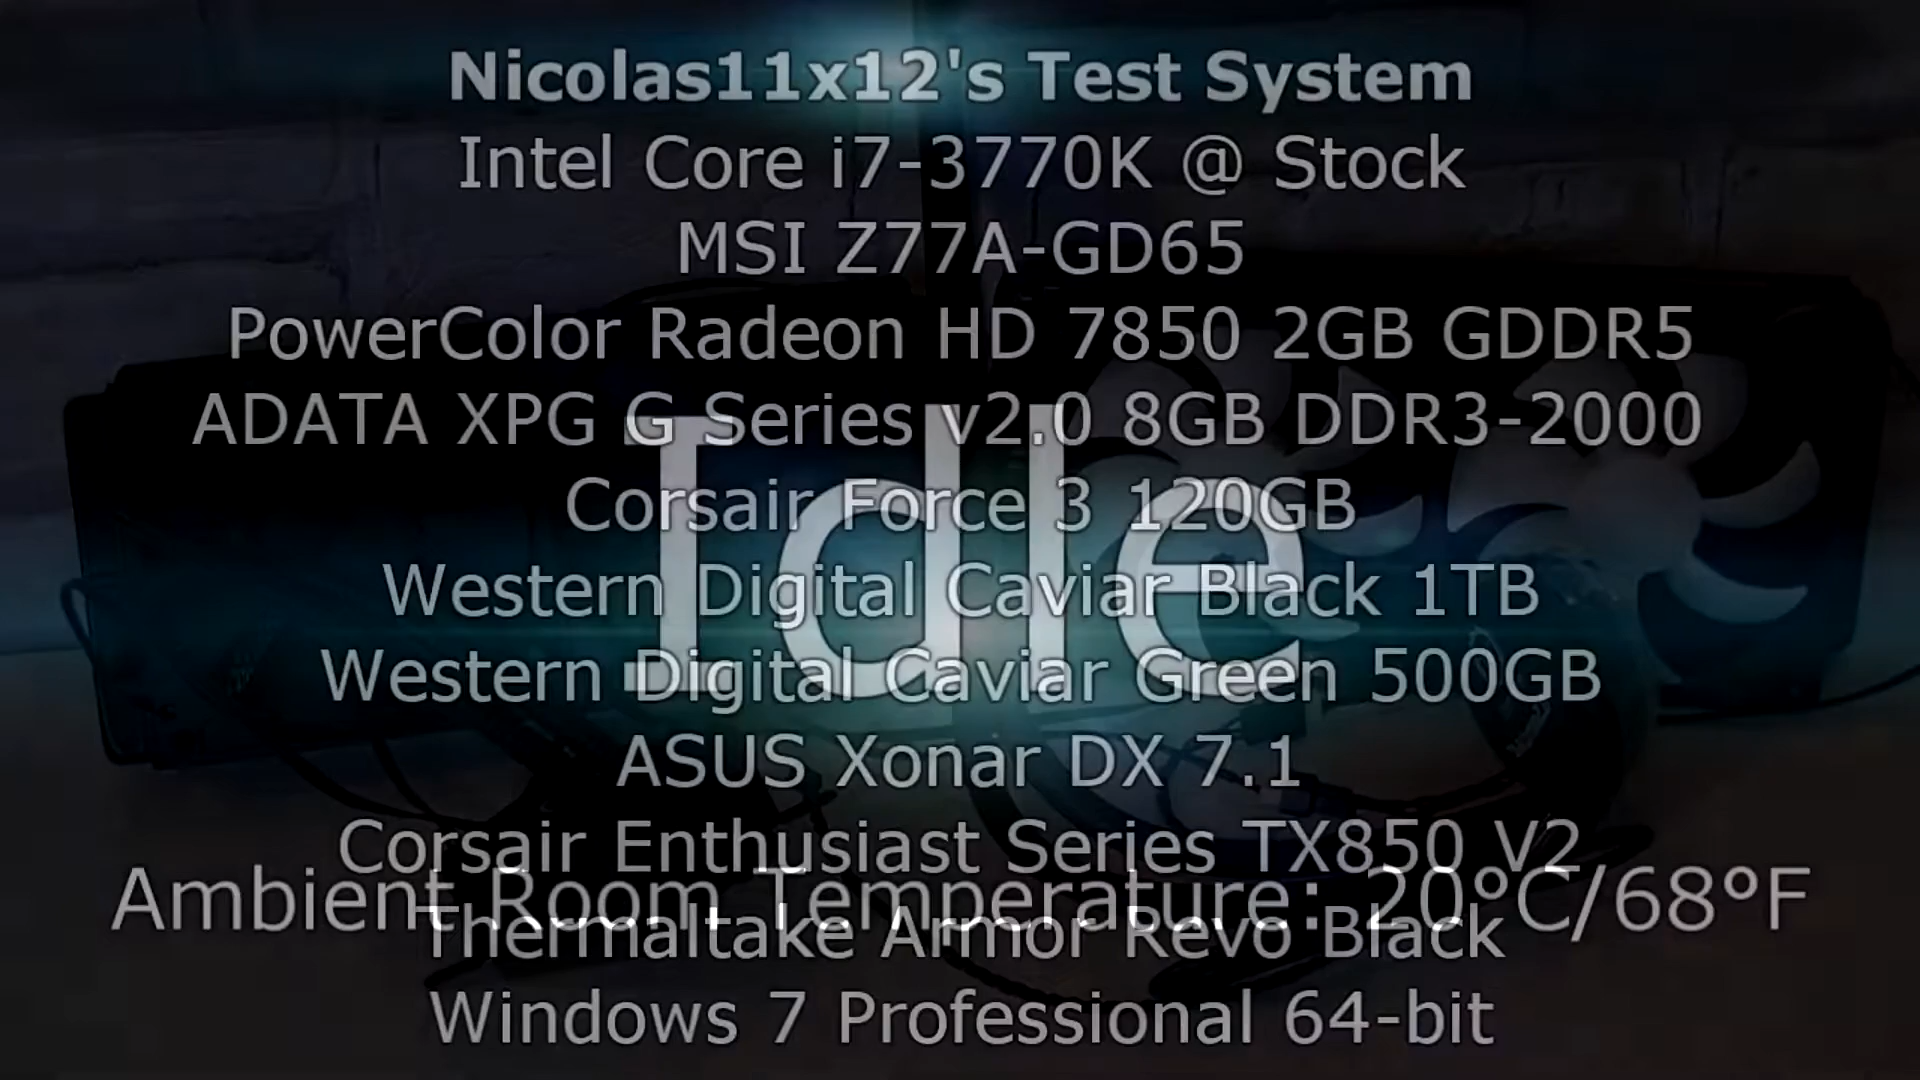 Nicolas11x12's Test System
Intel Core i7-3770K @ Stock
MSI Z77A-GD65
PowerColor Radeon HD 7850 2GB GDDR5
ADATA XPG G Series v2.0 8GB DDR3-2000
Idle
Corsair Force 3 120GB
Western Digital Caviar Black 1TB
Western Digital Caviar Green 500GB
ASUS Xonar DX 7.1
Corsair Enthusiast Series TX850 V2
Ambient Room Temperature: 20°C/68°F
Thermaltake Armor Revo Black
Windows 7 Professional 64-bit